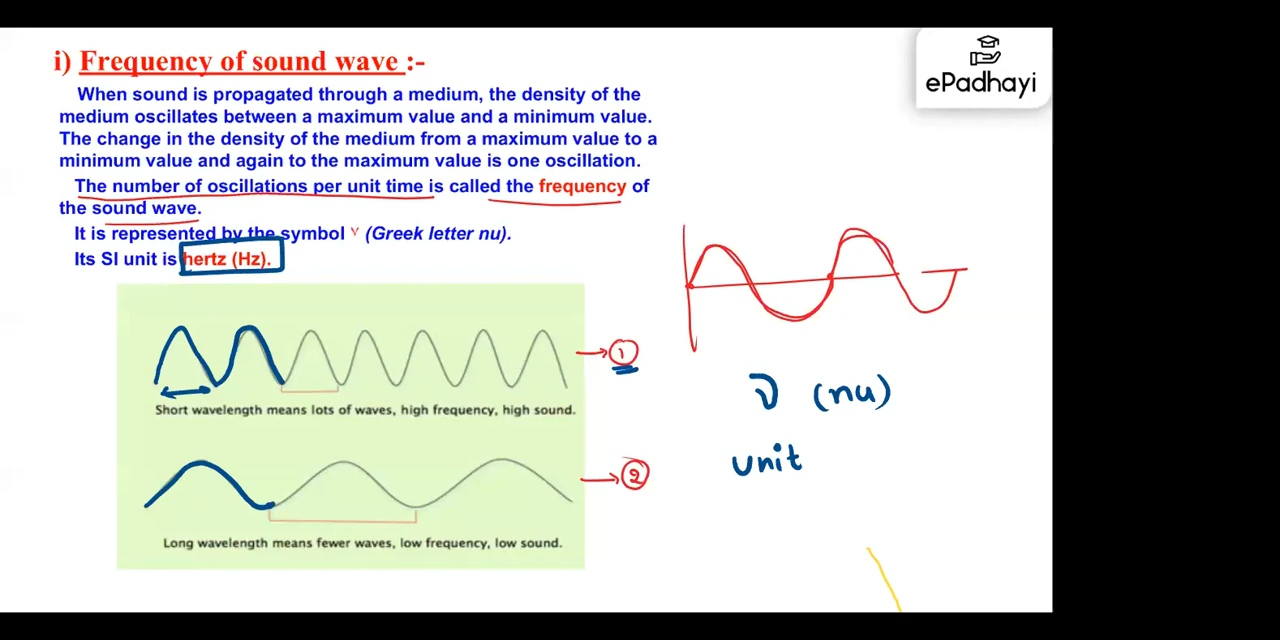 i) Frequency of sound wave :-
ePadhayi
When sound is propagated through a medium, the density of the
medium oscillates between a maximum value and a minimum value.
The change in the density of the medium from a maximum value to a
minimum value and again to the maximum value is one oscillation.
The number of oscillations per unit time is called the frequency of
the sound wave.
It is represented by the symbol ν (Greek letter nu).
Its SI unit is hertz (Hz).
1
Short wavelength means lots of waves, high frequency, high sound.
2
Long wavelength means fewer waves, low frequency, low sound.
ν (nu)
unit